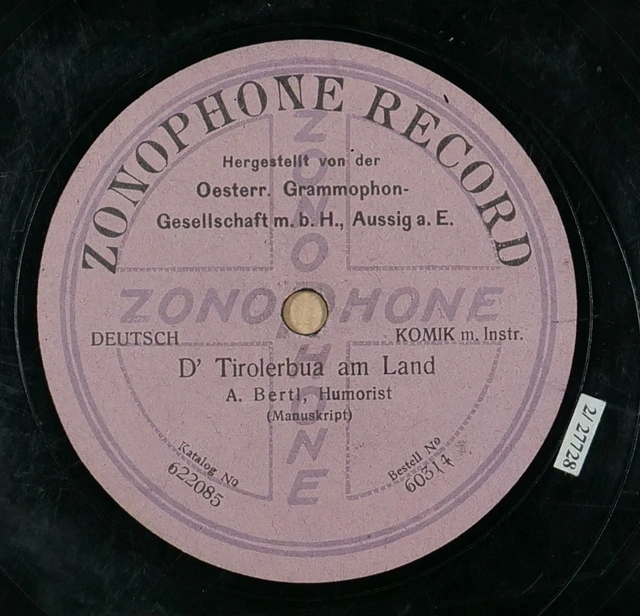 ZONOPHONE RECORD
Hergestellt von der
Oesterr. Grammophon-
Gesellschaft m. b. H., Aussig a. E.
ZONOPHONE
ZONOPHONE
DEUTSCH
KOMIK m. Instr.
D' Tirolerbua am Land
A. Bertl, Humorist
(Manuskript)
Katalog No
622085
Bestell No
60314
2/27728